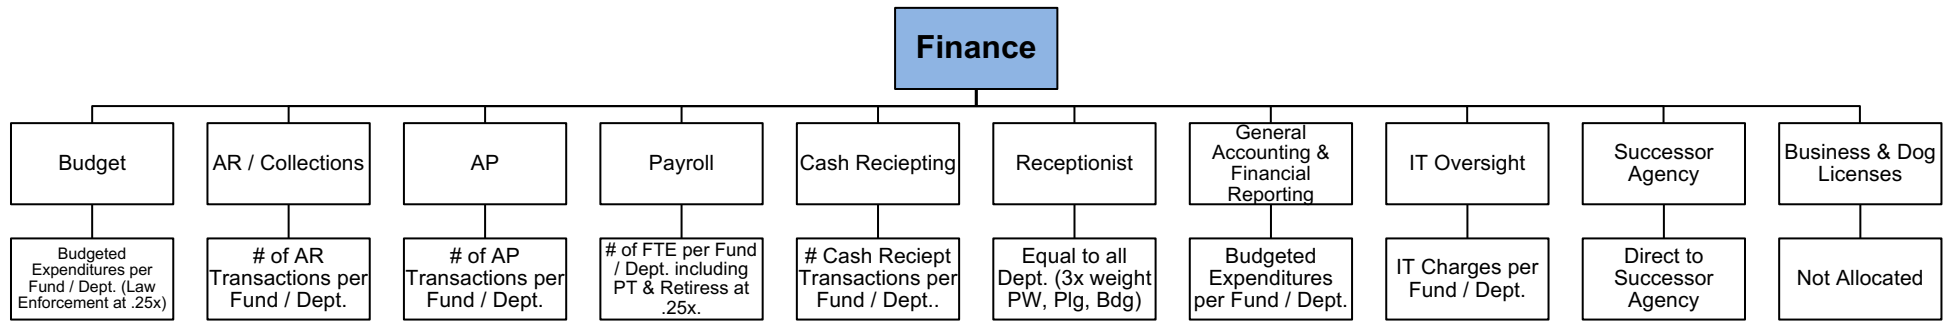 Finance
Budget
AR / Collections
AP
Payroll
Cash Reciepting
Receptionist
General
Accounting &
Financial
Reporting
IT Oversight
Successor
Agency
Business & Dog
Licenses
Budgeted
Expenditures per
Fund / Dept. (Law
Enforcement at .25x)
# of AR
Transactions per
Fund / Dept.
# of AP
Transactions per
Fund / Dept.
# of FTE per Fund
/ Dept. including
PT & Retiress at
.25x.
# Cash Reciept
Transactions per
Fund / Dept..
Equal to all
Dept. (3x weight
PW, Plg, Bdg)
Budgeted
Expenditures
per Fund / Dept.
IT Charges per
Fund / Dept.
Direct to
Successor
Agency
Not Allocated